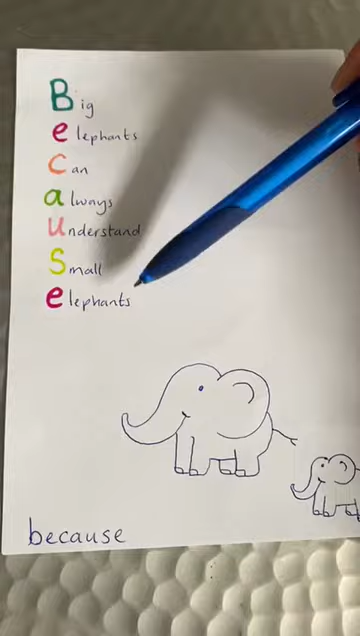 Big
elephants
Can
always
understand
Small
elephants
because